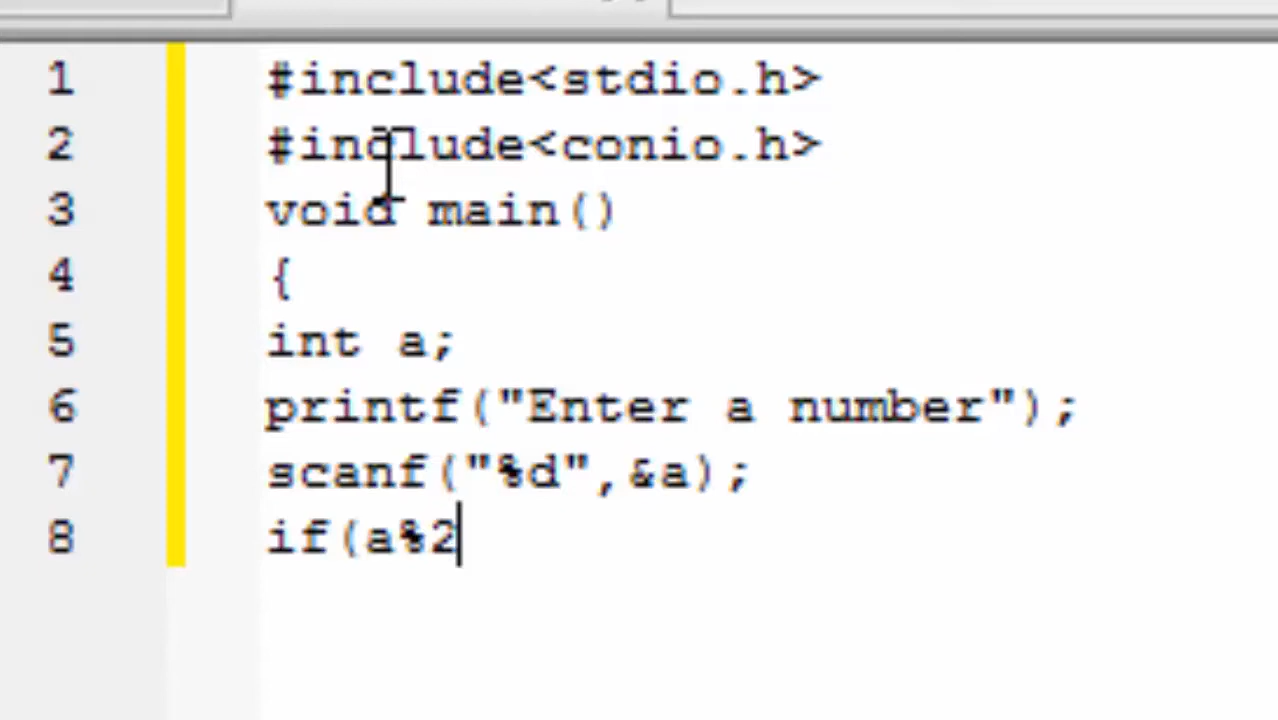 1 #include<stdio.h>
2 #include<conio.h>
3 void main()
4 {
5 int a;
6 printf("Enter a number");
7 scanf("%d",&a);
8 if(a%2